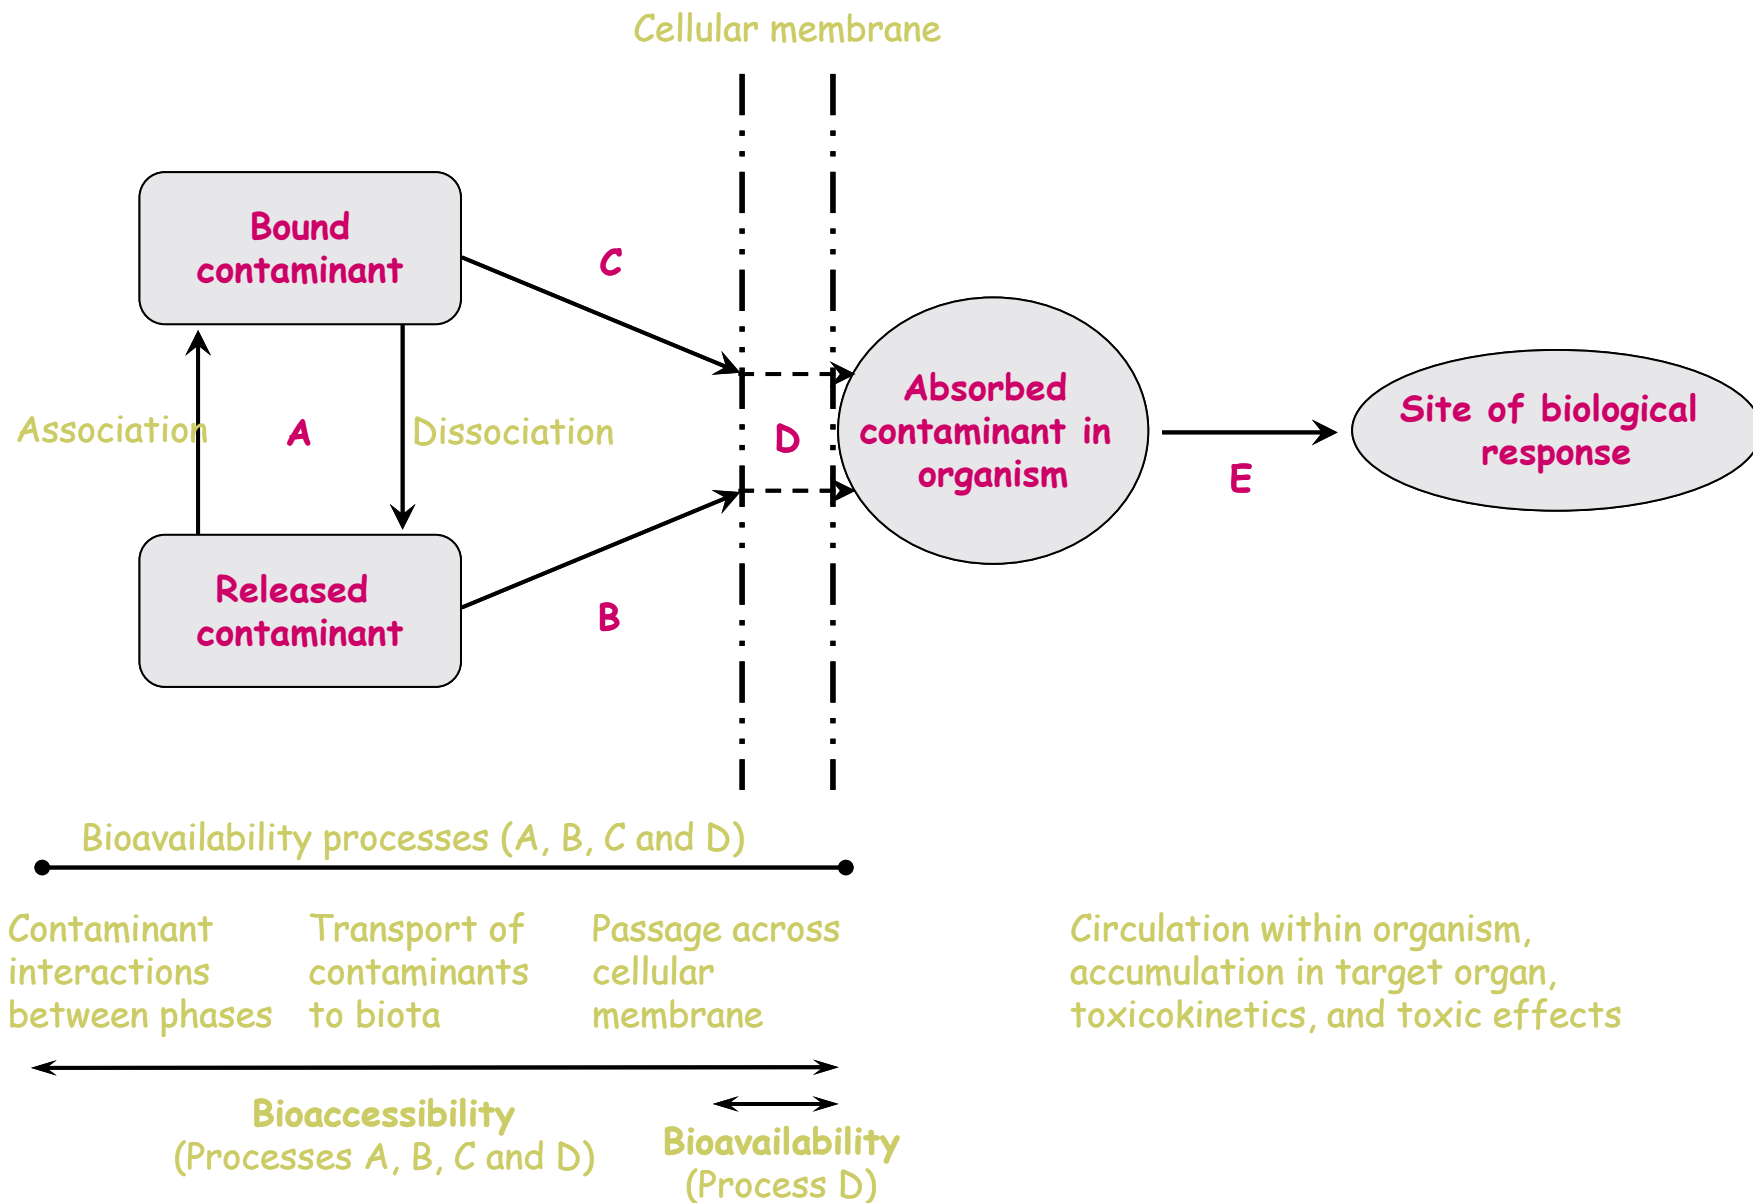 Cellular membrane
Bound
contaminant
C
Association
A
Dissociation
D
Absorbed
contaminant in
organism
E
Site of biological
response
Released
contaminant
B
Bioavailability processes (A, B, C and D)
Contaminant
interactions
between phases
Transport of
contaminants
to biota
Passage across
cellular
membrane
Circulation within organism,
accumulation in target organ,
toxicokinetics, and toxic effects
Bioaccessibility
(Processes A, B, C and D)
Bioavailability
(Process D)